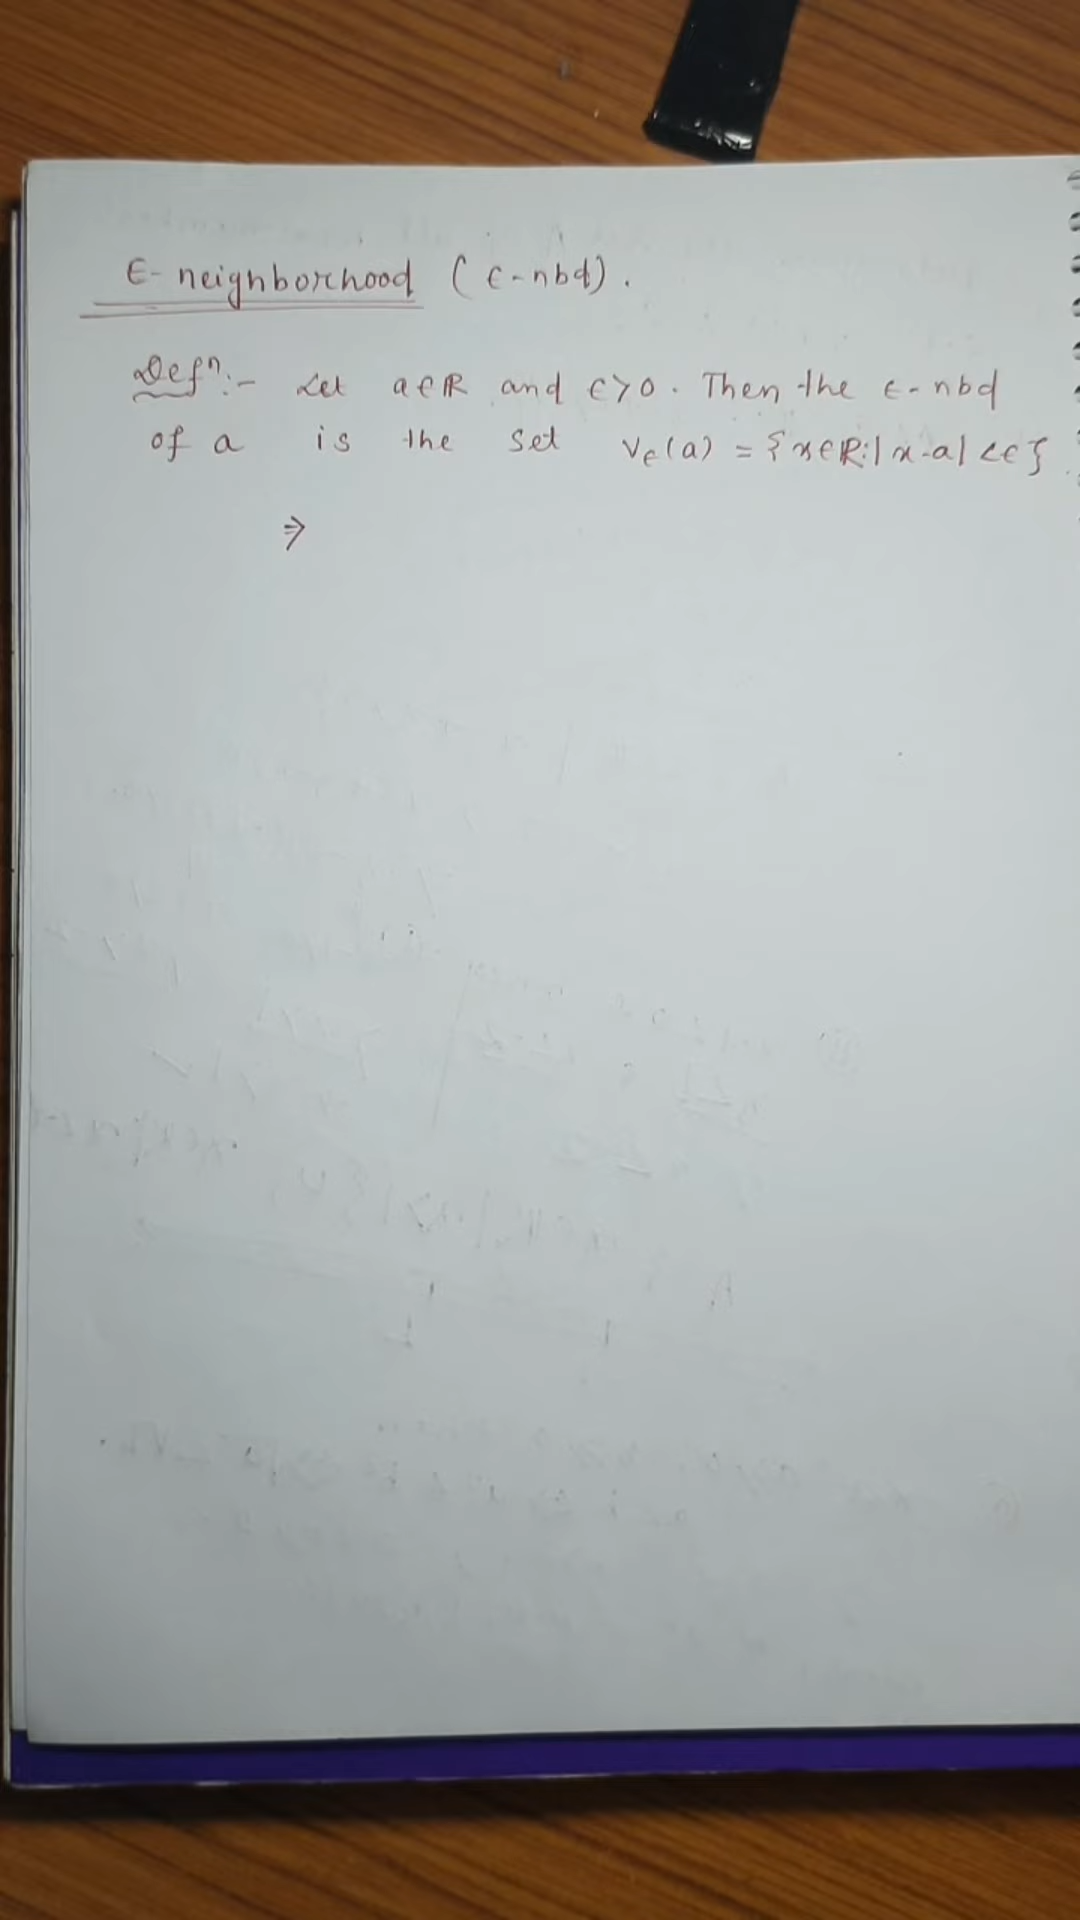 ϵ- neighborhood (ϵ-nbd).
Defⁿ:- Let a∈ℝ and ϵ>0. Then the ϵ-nbd
of a is the set Vϵ(a) = {x∈ℝ:|x-a|<ϵ}
⇒